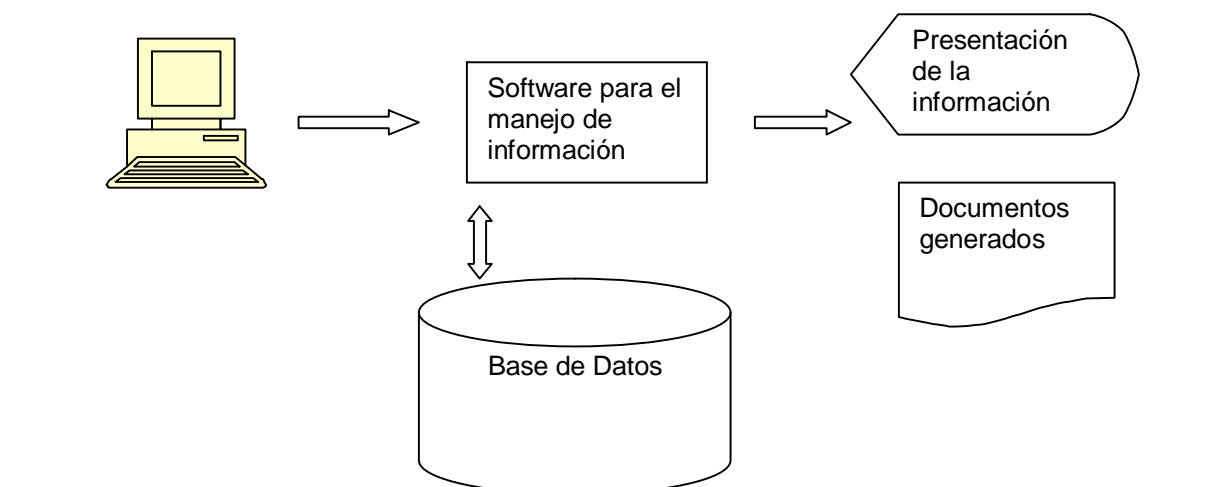 Presentación
de la
información
Software para el
manejo de
información
Documentos
generados
Base de Datos